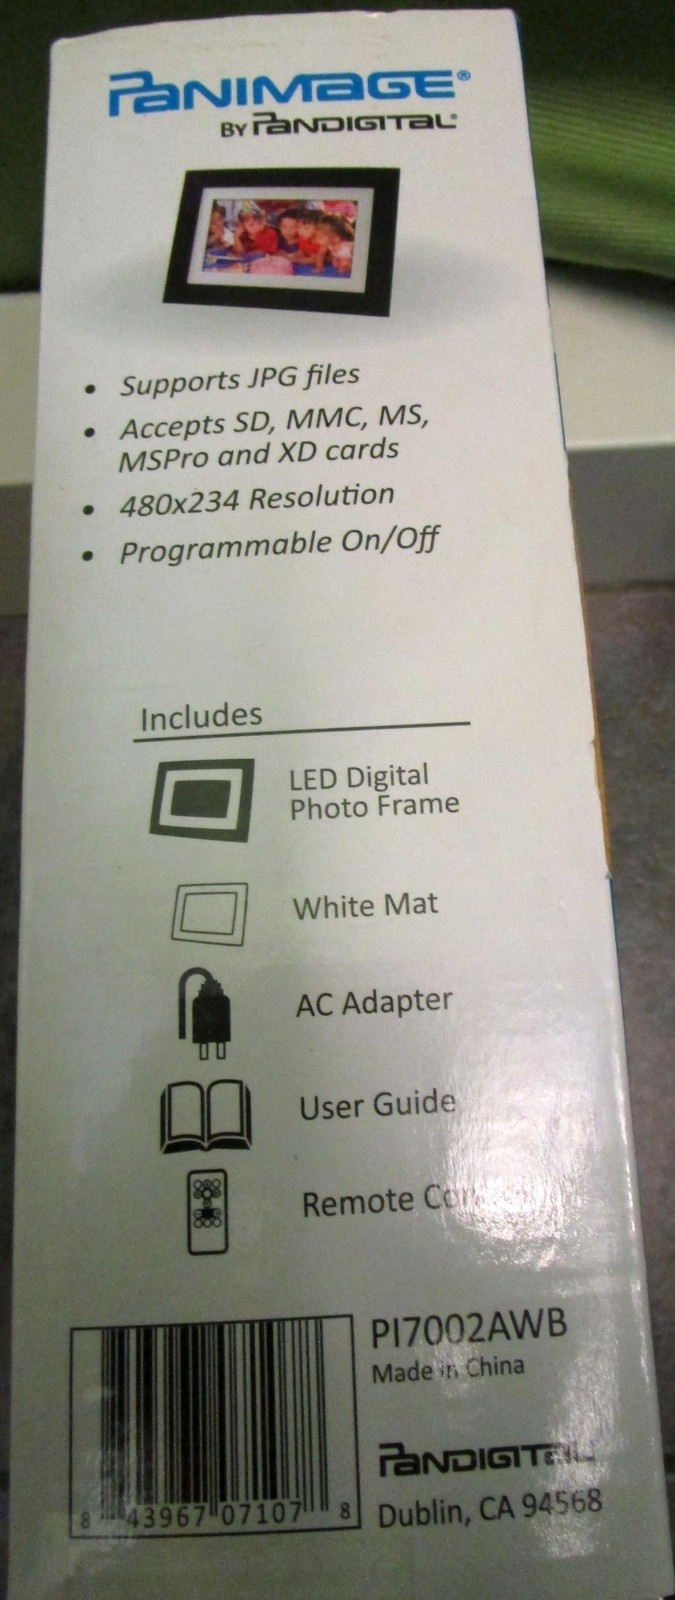 PANIMAGE®
BY PANDIGITAL®
• Supports JPG files
• Accepts SD, MMC, MS,
MSPro and XD cards
• 480x234 Resolution
• Programmable On/Off
Includes
LED Digital
Photo Frame
White Mat
AC Adapter
User Guide
Remote
PI7002AWB
Made in China
PANDIGITAL
Dublin, CA 94568
8 43967 07107 8